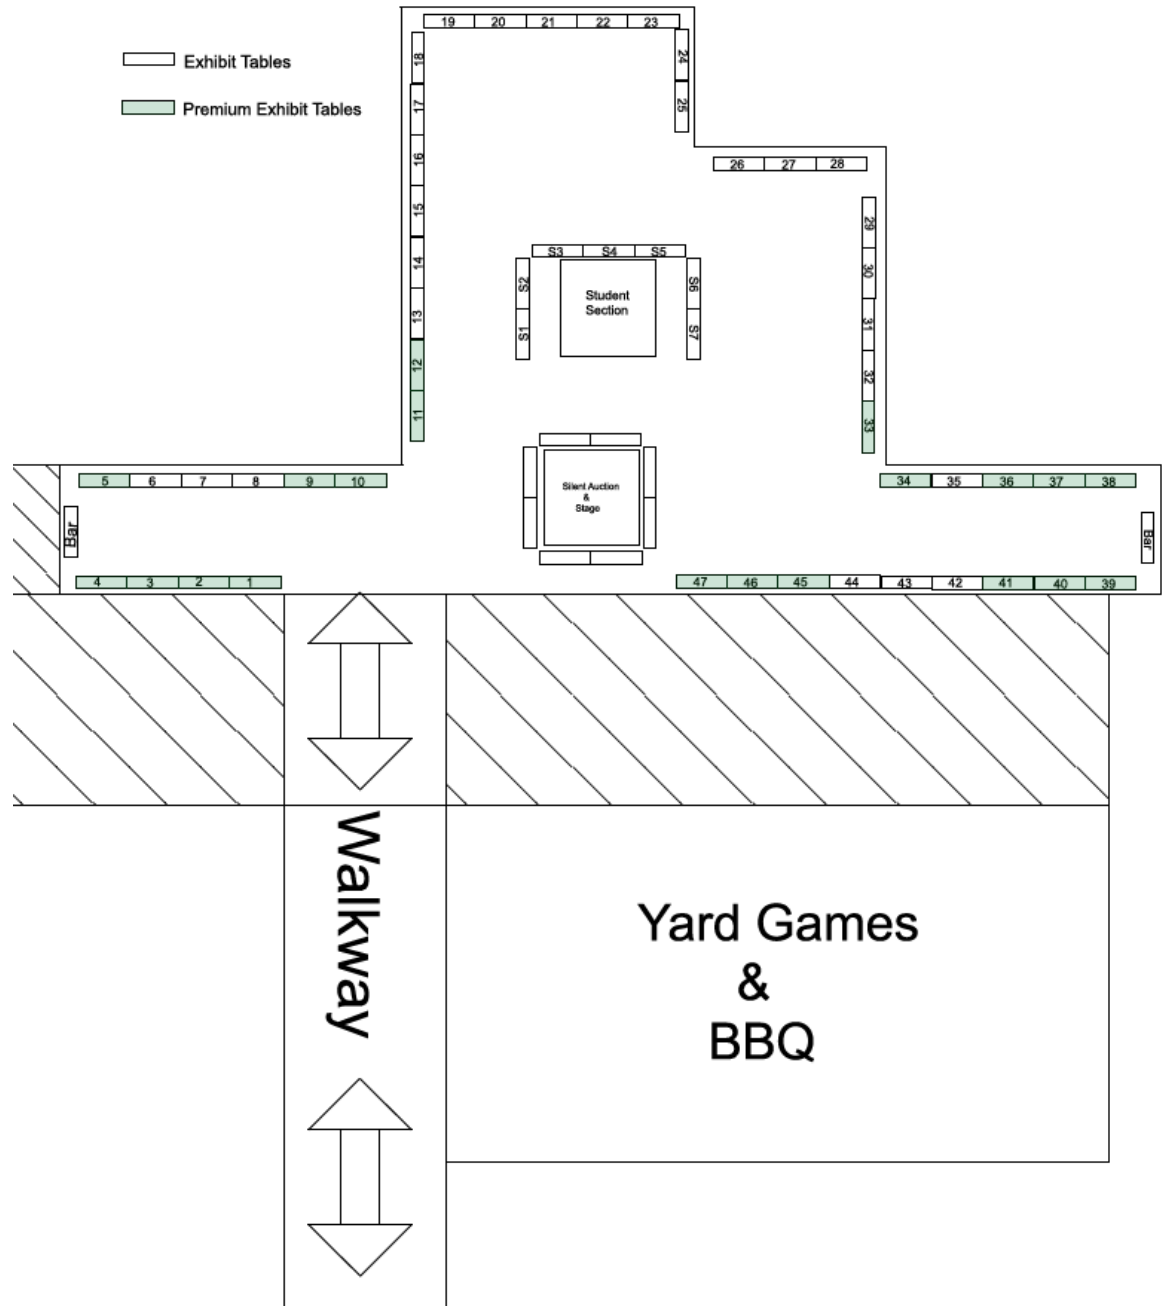 19 20 21 22 23
Exhibit Tables
Premium Exhibit Tables
18
17
16
15
14
13
12
11
24
25
26 27 28
29
30
31
32
33
S3 S4 S5
S2
S1
S6
S7
Student
Section
5 6 7 8 9 10
Bar
4 3 2 1
Silent Auction
&
Stage
34 35 36 37 38
Bar
47 46 45 44 43 42 41 40 39
Walkway
Yard Games
&
BBQ